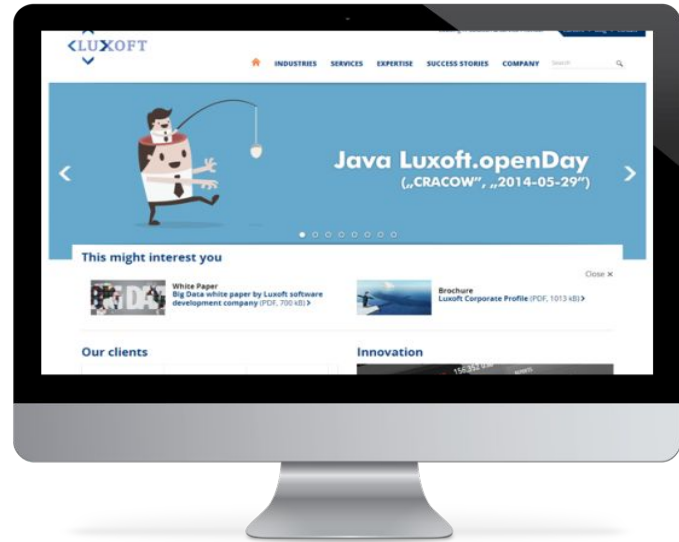 LUXOFT
INDUSTRIES SERVICES EXPERTISE SUCCESS STORIES COMPANY Search
Java Luxoft.openDay
(„CRACOW”, „2014-05-29”)
This might interest you
Close ×
White Paper
Big Data white paper by Luxoft software
development company (PDF, 700 kB) >
BIG DATA
Brochure
Luxoft Corporate Profile (PDF, 1013 kB) >
Our clients
Innovation